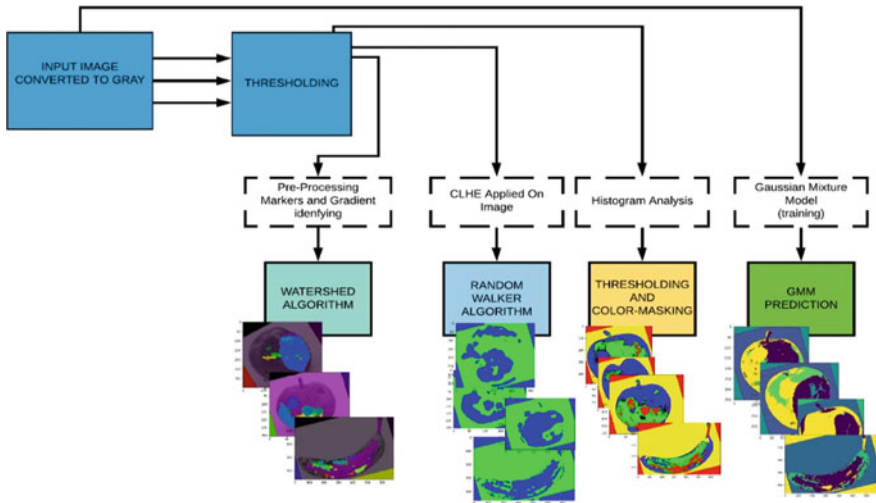 INPUT IMAGE
CONVERTED TO GRAY
THRESHOLDING
Pre-Processing
Markers and Gradient
idenfying
CLHE Applied On
Image
Histogram Analysis
Gaussian Mixture
Model
(training)
WATERSHED
ALGORITHM
RANDOM
WALKER
ALGORITHM
THRESHOLDING
AND
COLOR-MASKING
GMM
PREDICTION